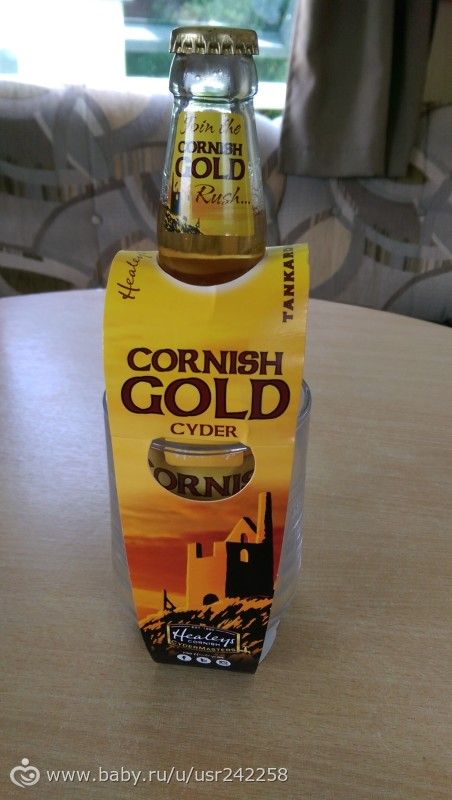 Join the
CORNISH
GOLD
Rush...
Healeys
TANKARD
CORNISH
GOLD
CYDER
CORNIS
Healeys
CORNISH
CYDERMASTERS
www.baby.ru/u/usr242258